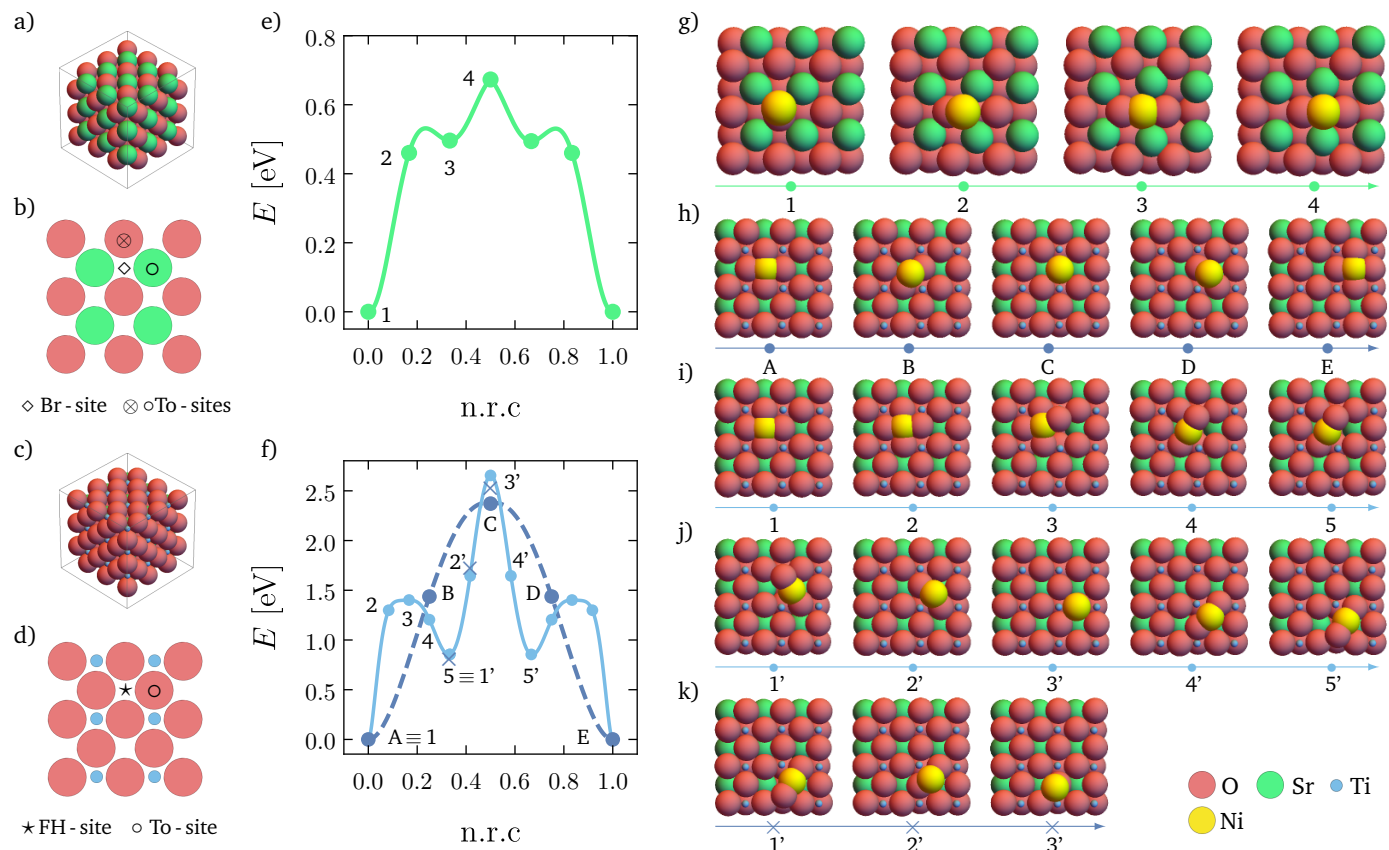 a)
b)
◇ Br - site ⊗ ○ To - sites
c)
d)
★ FH - site ○ To - site
e)
E [eV]
0.8
0.6
0.4
0.2
0.0
4
2
3
1
0.0 0.2 0.4 0.6 0.8 1.0
n.r.c
f)
E [eV]
2.5
2.0
1.5
1.0
0.5
0.0
3'
C
2' 4'
B D
2
3
4
5 ≡ 1' 5'
A ≡ 1 E
0.0 0.2 0.4 0.6 0.8 1.0
n.r.c
g)
1 2 3 4
h)
A B C D E
i)
1 2 3 4 5
j)
1' 2' 3' 4' 5'
k)
1' 2' 3'
O Sr Ti
Ni